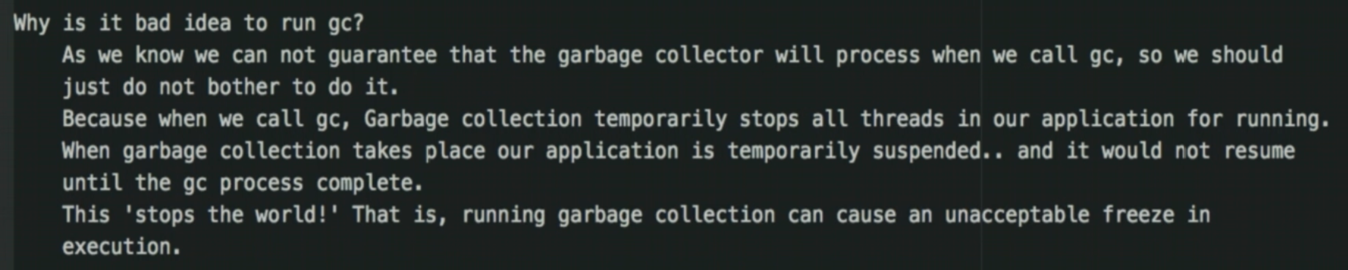 Why is it bad idea to run gc?
As we know we can not guarantee that the garbage collector will process when we call gc, so we should
just do not bother to do it.
Because when we call gc, Garbage collection temporarily stops all threads in our application for running.
When garbage collection takes place our application is temporarily suspended.. and it would not resume
until the gc process complete.
This 'stops the world!' That is, running garbage collection can cause an unacceptable freeze in
execution.